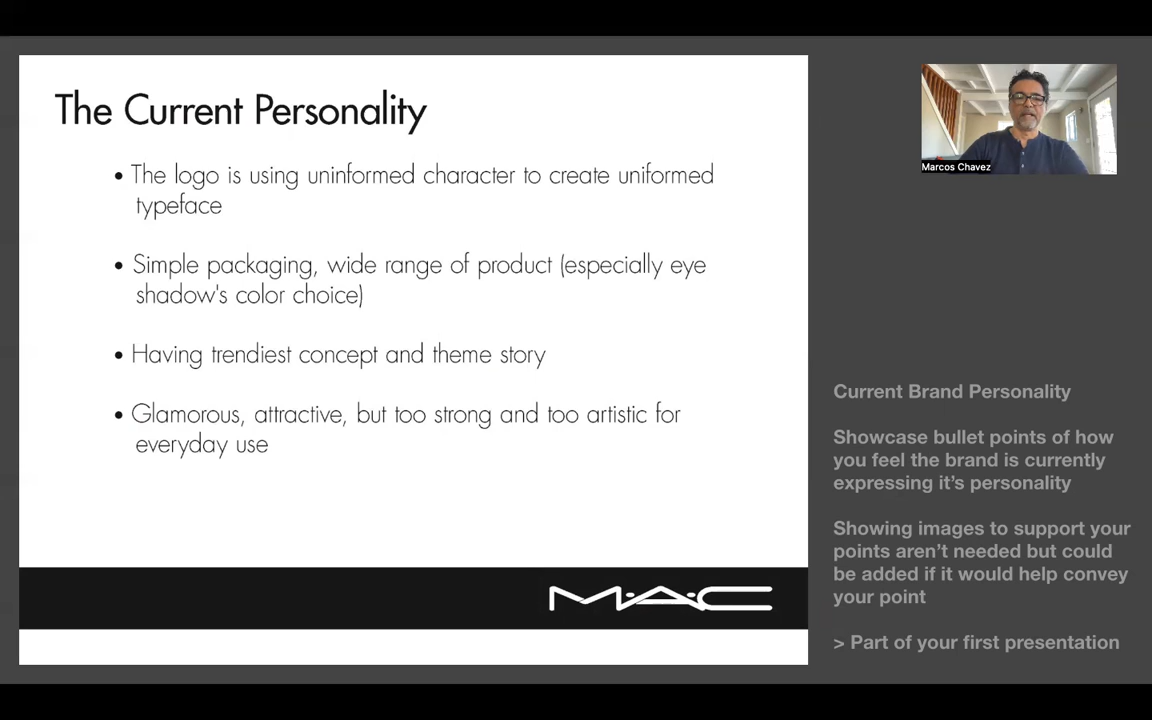 The Current Personality
• The logo is using uninformed character to create uniformed
typeface
• Simple packaging, wide range of product (especially eye
shadow's color choice)
• Having trendiest concept and theme story
• Glamorous, attractive, but too strong and too artistic for
everyday use
M·A·C
Marcos Chavez
Current Brand Personality
Showcase bullet points of how
you feel the brand is currently
expressing it's personality
Showing images to support your
points aren't needed but could
be added if it would help convey
your point
> Part of your first presentation